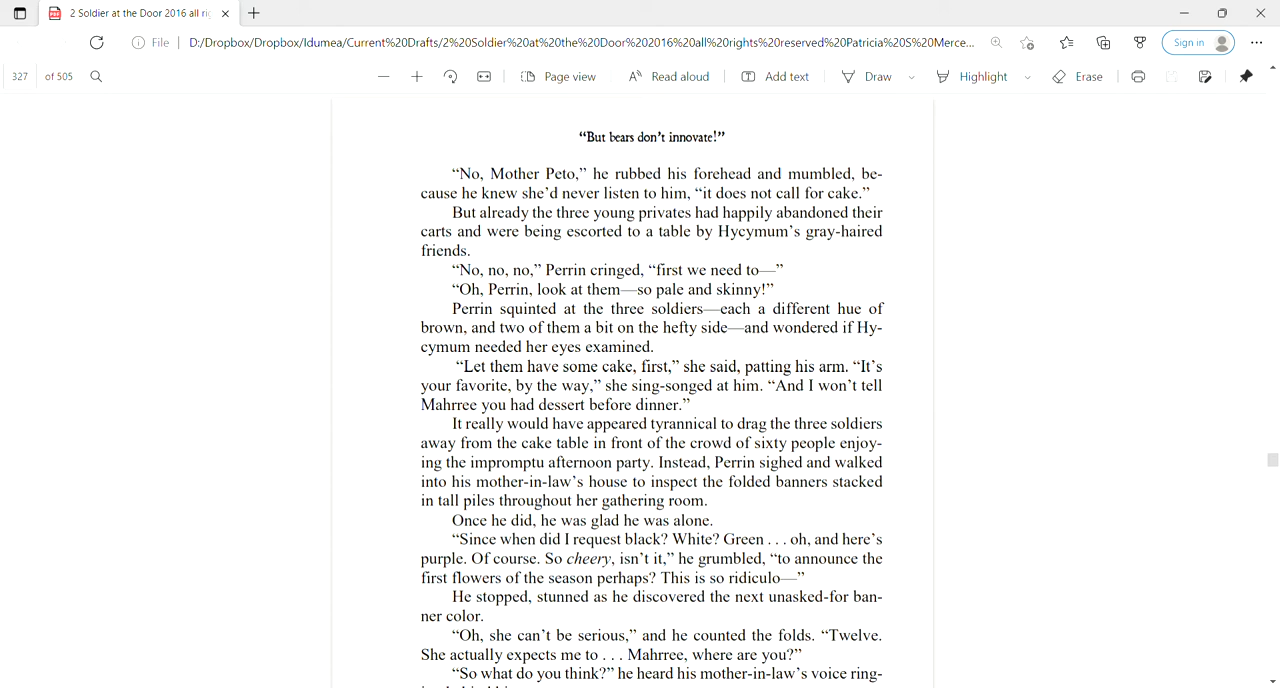 2 Soldier at the Door 2016 all ri
File
D:/Dropbox/Dropbox/Idumea/Current%20Drafts/2%20Soldier%20at%20the%20Door%202016%20all%20rights%20reserved%20Patricia%20S%20Merce...
Sign in
327 of 505
Page view
Read aloud
Add text
Draw
Highlight
Erase
“But bears don’t innovate!”
“No, Mother Peto,” he rubbed his forehead and mumbled, be-
cause he knew she’d never listen to him, “it does not call for cake.”
But already the three young privates had happily abandoned their
carts and were being escorted to a table by Hycymum’s gray-haired
friends.
“No, no, no,” Perrin cringed, “first we need to—”
“Oh, Perrin, look at them—so pale and skinny!”
Perrin squinted at the three soldiers—each a different hue of
brown, and two of them a bit on the hefty side—and wondered if Hy-
cymum needed her eyes examined.
“Let them have some cake, first,” she said, patting his arm. “It’s
your favorite, by the way,” she sing-songed at him. “And I won’t tell
Mahrree you had dessert before dinner.”
It really would have appeared tyrannical to drag the three soldiers
away from the cake table in front of the crowd of sixty people enjoy-
ing the impromptu afternoon party. Instead, Perrin sighed and walked
into his mother-in-law’s house to inspect the folded banners stacked
in tall piles throughout her gathering room.
Once he did, he was glad he was alone.
“Since when did I request black? White? Green . . . oh, and here’s
purple. Of course. So cheery, isn’t it,” he grumbled, “to announce the
first flowers of the season perhaps? This is so ridiculo—”
He stopped, stunned as he discovered the next unasked-for ban-
ner color.
“Oh, she can’t be serious,” and he counted the folds. “Twelve.
She actually expects me to . . . Mahrree, where are you?”
“So what do you think?” he heard his mother-in-law’s voice ring-